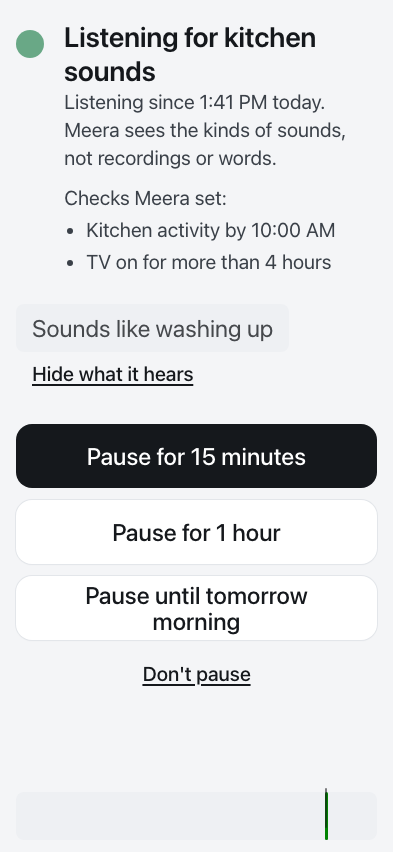 Listening for kitchen
sounds
Listening since 1:41 PM today.
Meera sees the kinds of sounds,
not recordings or words.
Checks Meera set:
• Kitchen activity by 10:00 AM
• TV on for more than 4 hours
Sounds like washing up
Hide what it hears
Pause for 15 minutes
Pause for 1 hour
Pause until tomorrow
morning
Don't pause